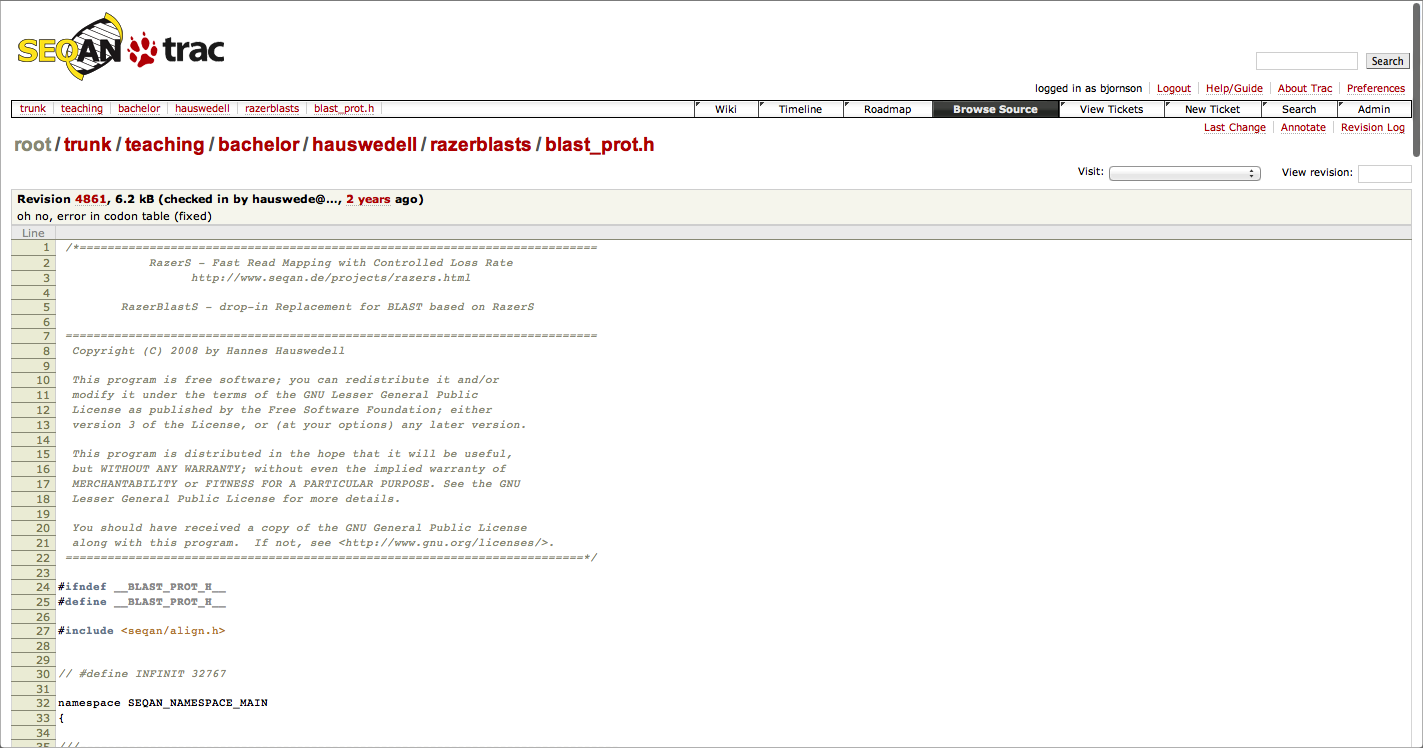 SEQAN trac
Search
logged in as bjornson Logout Help/Guide About Trac Preferences
trunk teaching bachelor hauswedell razerblasts blast_prot.h Wiki Timeline Roadmap Browse Source View Tickets New Ticket Search Admin
Last Change Annotate Revision Log
root / trunk / teaching / bachelor / hauswedell / razerblasts / blast_prot.h
Visit: View revision:
Revision 4861, 6.2 kB (checked in by hauswede@..., 2 years ago)
oh no, error in codon table (fixed)
Line
1 /*==========================================================================
2 RazerS - Fast Read Mapping with Controlled Loss Rate
3 http://www.seqan.de/projects/razers.html
4
5 RazerBlastS - drop-in Replacement for BLAST based on RazerS
6
7 ============================================================================
8 Copyright (C) 2008 by Hannes Hauswedell
9
10 This program is free software; you can redistribute it and/or
11 modify it under the terms of the GNU Lesser General Public
12 License as published by the Free Software Foundation; either
13 version 3 of the License, or (at your options) any later version.
14
15 This program is distributed in the hope that it will be useful,
16 but WITHOUT ANY WARRANTY; without even the implied warranty of
17 MERCHANTABILITY or FITNESS FOR A PARTICULAR PURPOSE. See the GNU
18 Lesser General Public License for more details.
19
20 You should have received a copy of the GNU General Public License
21 along with this program. If not, see <http://www.gnu.org/licenses/>.
22 ==========================================================================*/
23
24 #ifndef __BLAST_PROT_H__
25 #define __BLAST_PROT_H__
26
27 #include <seqan/align.h>
28
29
30 // #define INFINIT 32767
31
32 namespace SEQAN_NAMESPACE_MAIN
33 {
34
35 ///